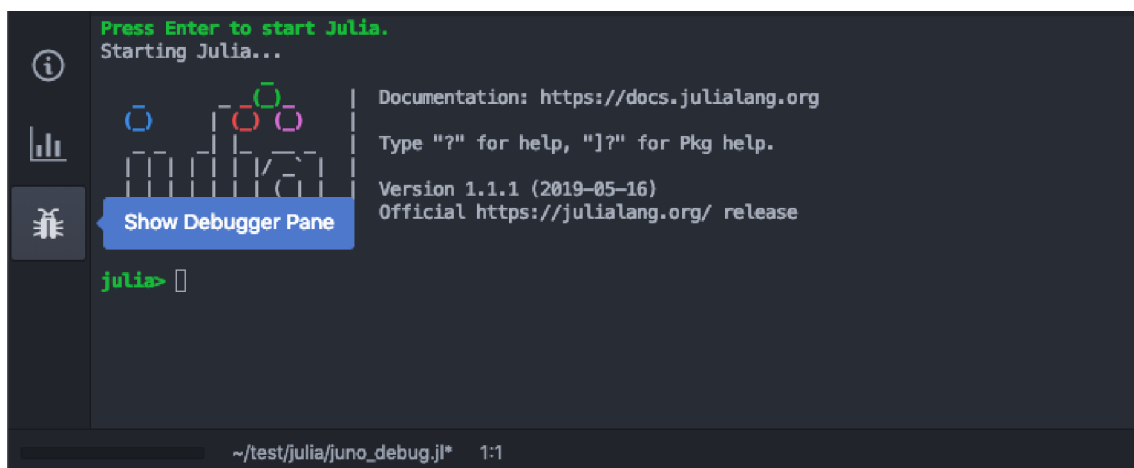 Press Enter to start Julia.
Starting Julia...
Documentation: https://docs.julialang.org
Type "?" for help, "]?" for Pkg help.
Version 1.1.1 (2019-05-16)
Official https://julialang.org/ release
Show Debugger Pane
julia>
~/test/julia/juno_debug.jl* 1:1